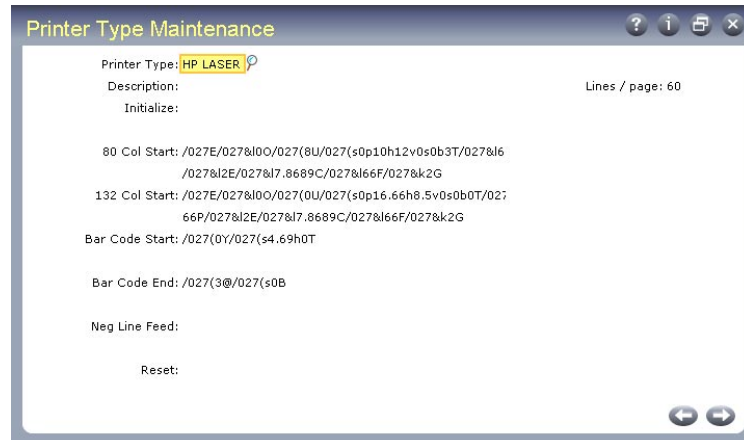 Printer Type Maintenance
Printer Type: HP LASER
Description: Lines / page: 60
Initialize:
80 Col Start: /027E/027&l0O/027(8U/027(s0p10h12v0s0b3T/027&l6
/027&l2E/027&l7.8689C/027&l66F/027&k2G
132 Col Start: /027E/027&l0O/027(0U/027(s0p16.66h8.5v0s0b0T/027
66P/027&l2E/027&l7.8689C/027&l66F/027&k2G
Bar Code Start: /027(0Y/027(s4.69h0T
Bar Code End: /027(3@/027(s0B
Neg Line Feed:
Reset: